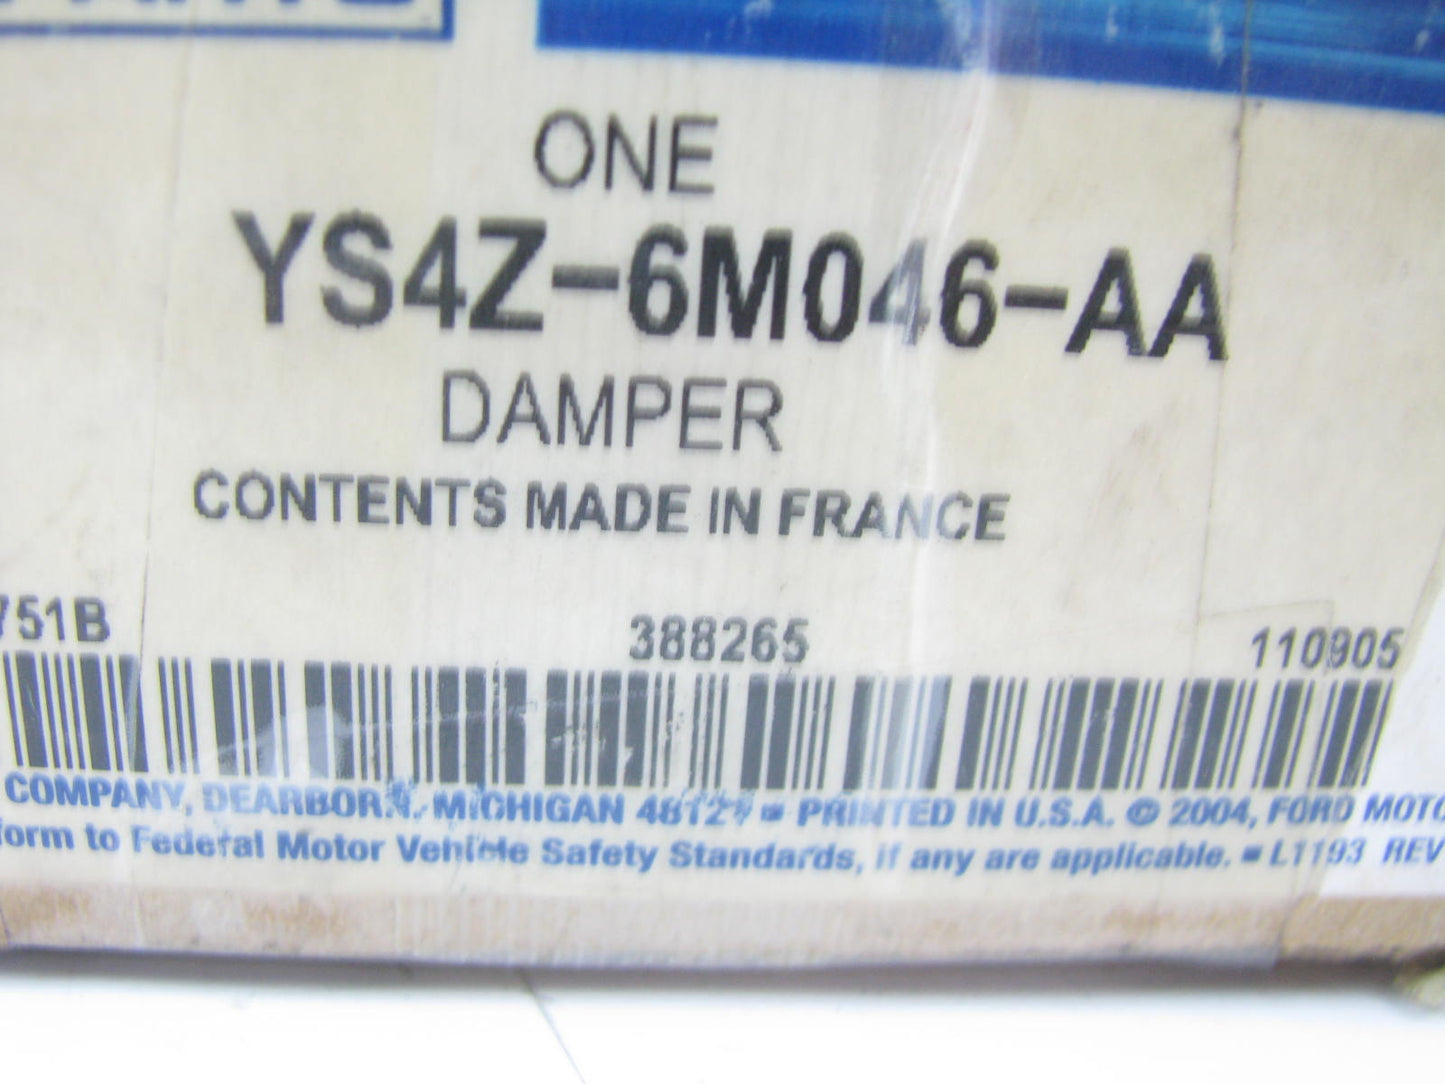 ONE
YS4Z-6M046-AA
DAMPER
CONTENTS MADE IN FRANCE
751B 388265 110905
COMPANY, DEARBORN, MICHIGAN 48121 ▪ PRINTED IN U.S.A. © 2004, FORD MOTO
form to Federal Motor Vehicle Safety Standards, if any are applicable. ▪ L1193 REV